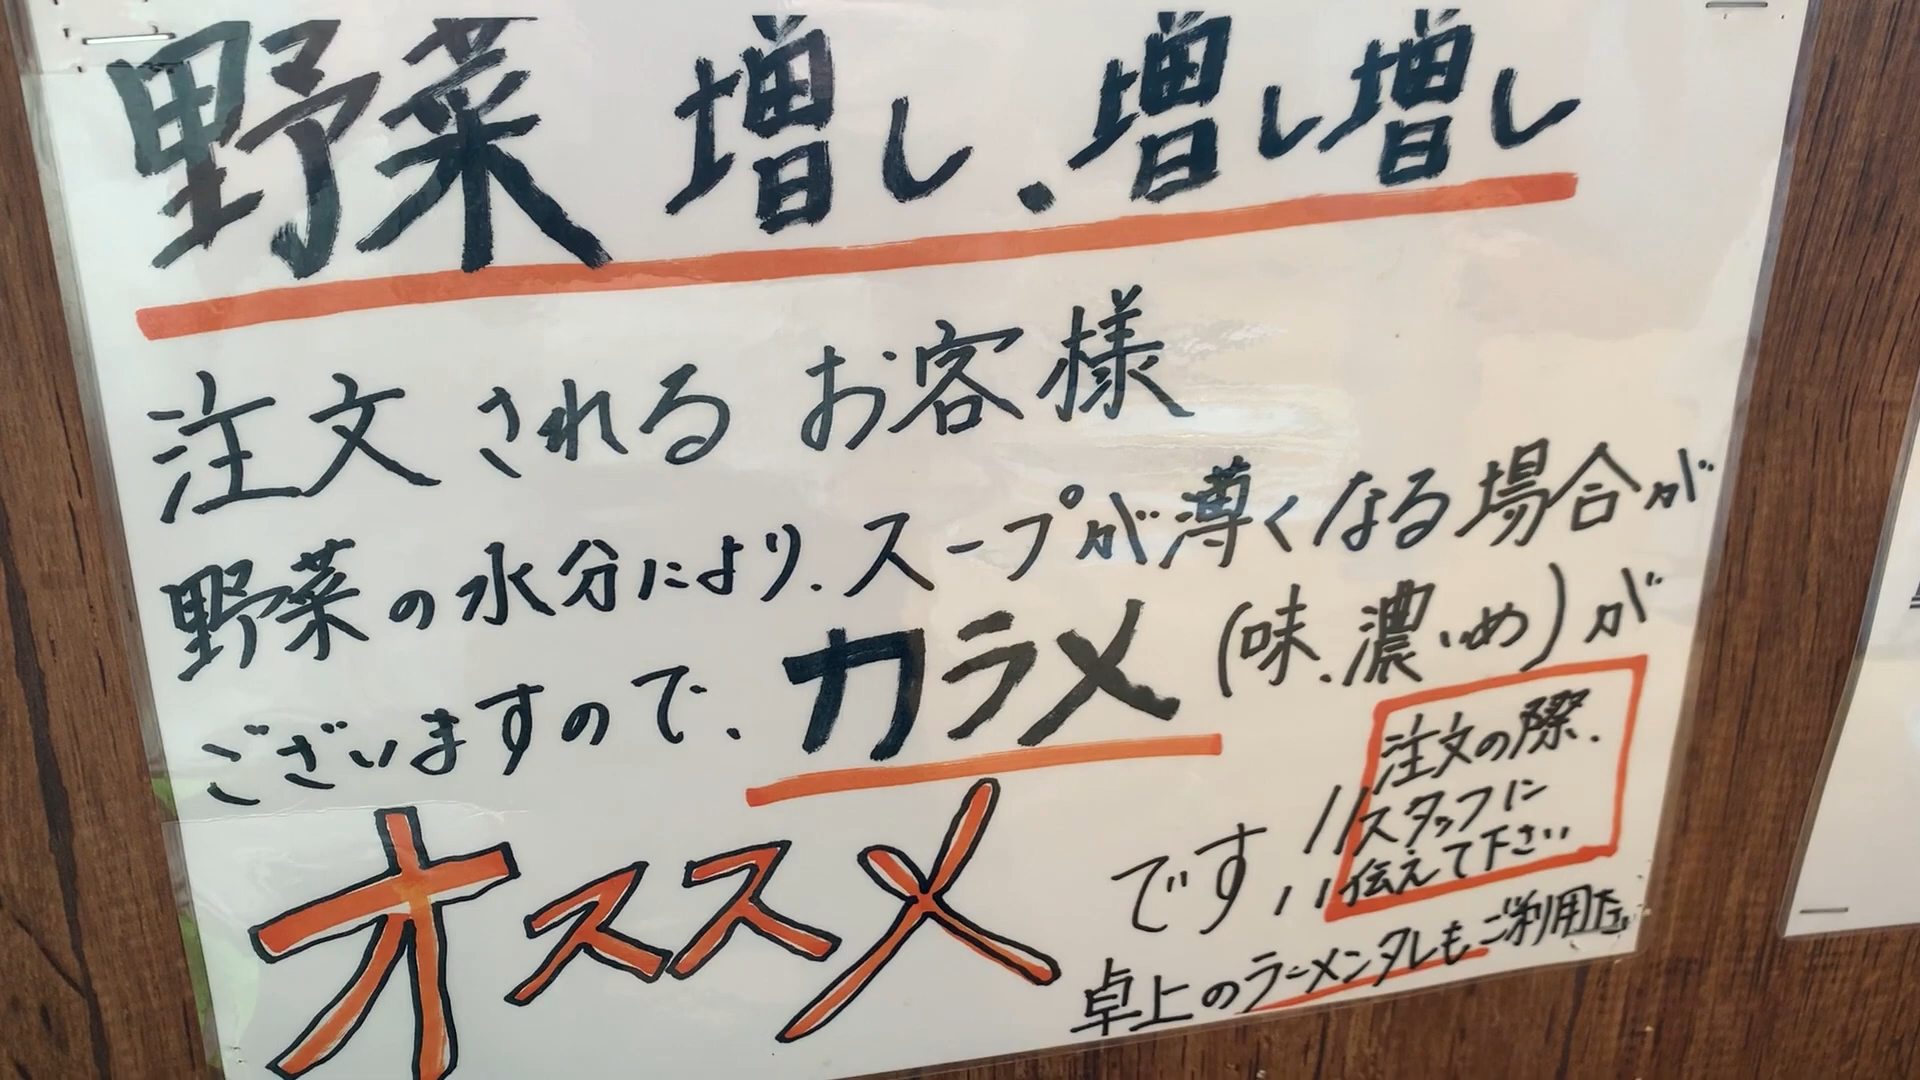 野菜 増し.増し増し
注文されるお客様
野菜の水分により.スープが薄くなる場合が
ございますので、カラメ(味.濃いめ)が
オススメです!!
注文の際.
スタッフに
伝えて下さい
卓上のラーメンタレもご利用下さい